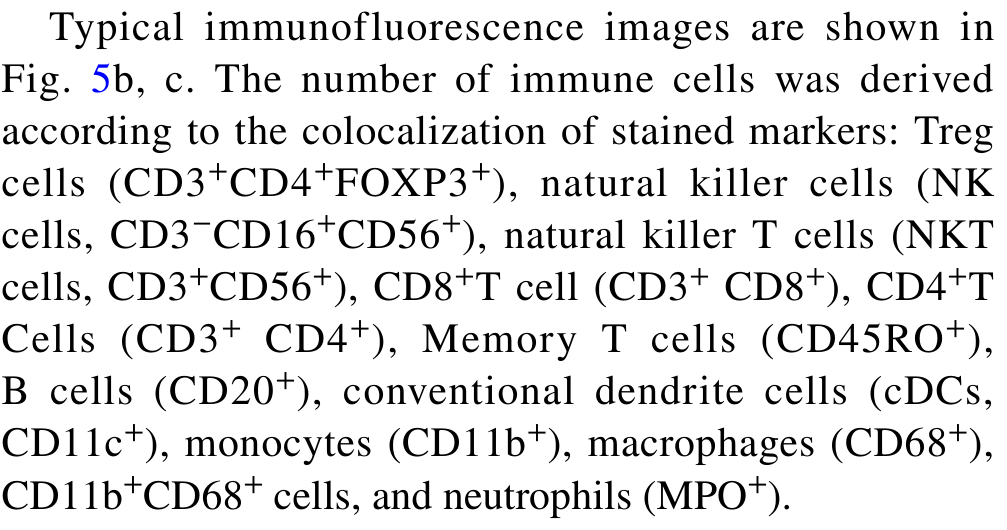 Typical immunofluorescence images are shown in
Fig. 5b, c. The number of immune cells was derived
according to the colocalization of stained markers: Treg
cells (CD3⁺CD4⁺FOXP3⁺), natural killer cells (NK
cells, CD3⁻CD16⁺CD56⁺), natural killer T cells (NKT
cells, CD3⁺CD56⁺), CD8⁺T cell (CD3⁺ CD8⁺), CD4⁺T
Cells (CD3⁺ CD4⁺), Memory T cells (CD45RO⁺),
B cells (CD20⁺), conventional dendrite cells (cDCs,
CD11c⁺), monocytes (CD11b⁺), macrophages (CD68⁺),
CD11b⁺CD68⁺ cells, and neutrophils (MPO⁺).